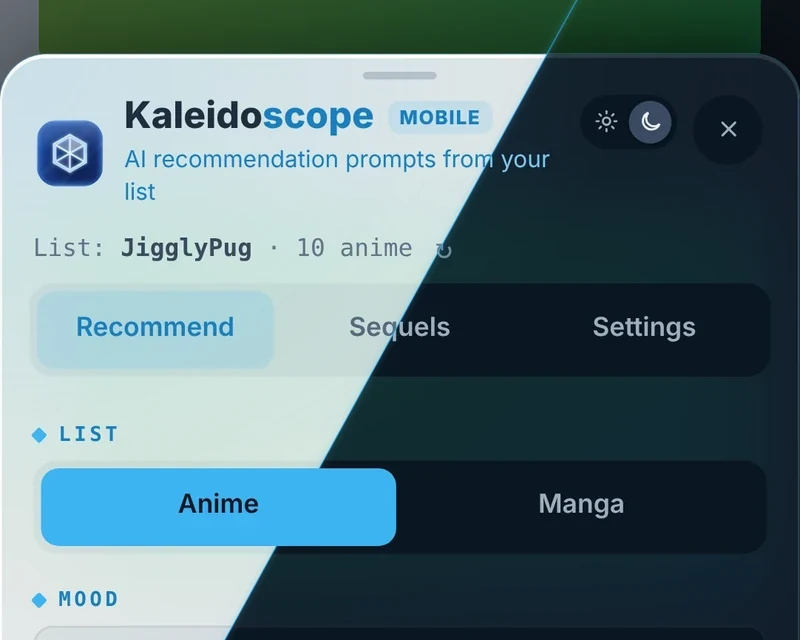 Kaleidoscope MOBILE
AI recommendation prompts from your
list
List: JigglyPug · 10 anime ↻
Recommend Sequels Settings
LIST
Anime Manga
MOOD